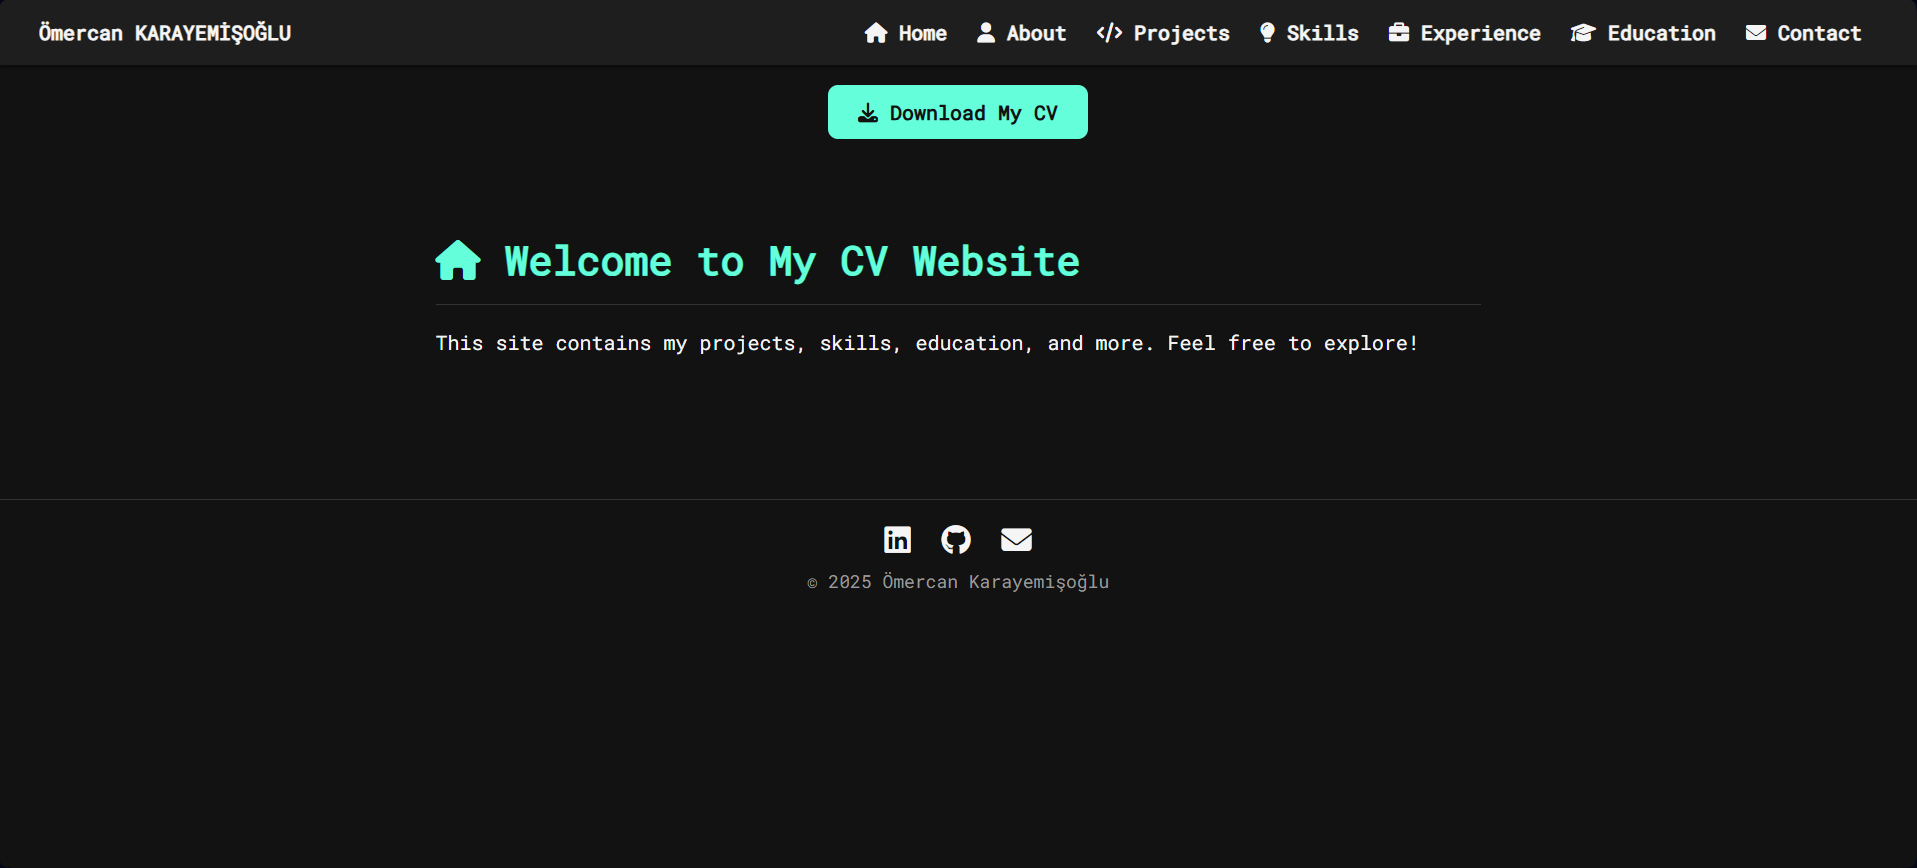 Ömercan KARAYEMİŞOĞLU
Home About Projects Skills Experience Education Contact
Download My CV
Welcome to My CV Website
This site contains my projects, skills, education, and more. Feel free to explore!
© 2025 Ömercan Karayemişoğlu